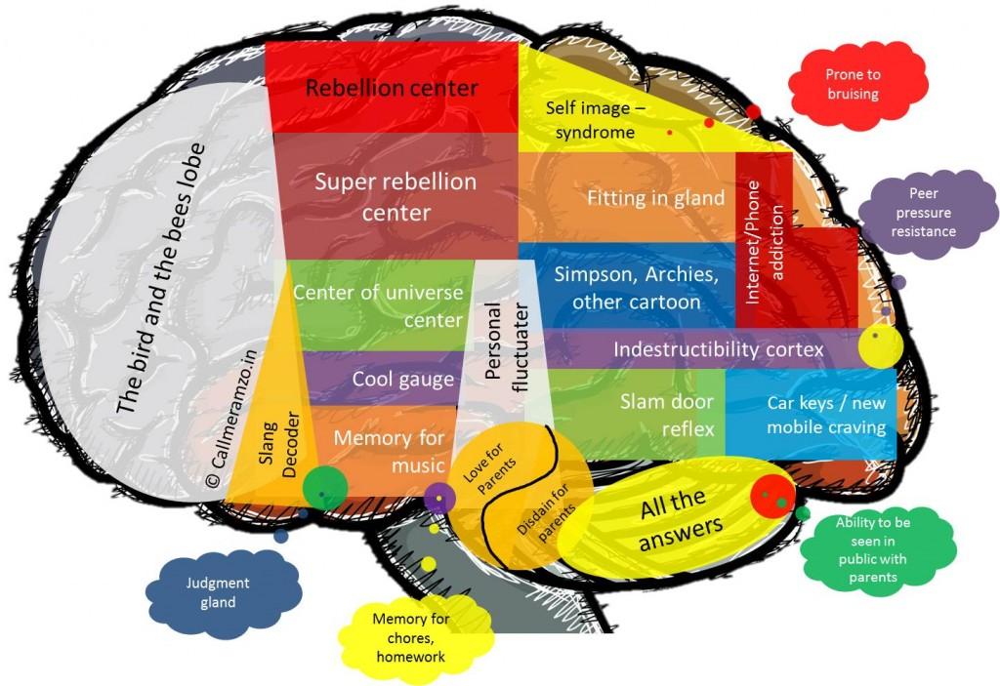 Rebellion center
Self image –
syndrome
Prone to
bruising
The bird and the bees lobe
Super rebellion
center
Fitting in gland
Internet/Phone
addiction
Peer
pressure
resistance
Center of universe
center
Personal
fluctuater
Simpson, Archies,
other cartoon
Indestructibility cortex
Cool gauge
Slam door
reflex
Car keys / new
mobile craving
© Callmeramzo.in
Slang
Decoder
Memory for
music
Love for
Parents
Disdain for
parents
All the
answers
Ability to be
seen in
public with
parents
Judgment
gland
Memory for
chores,
homework